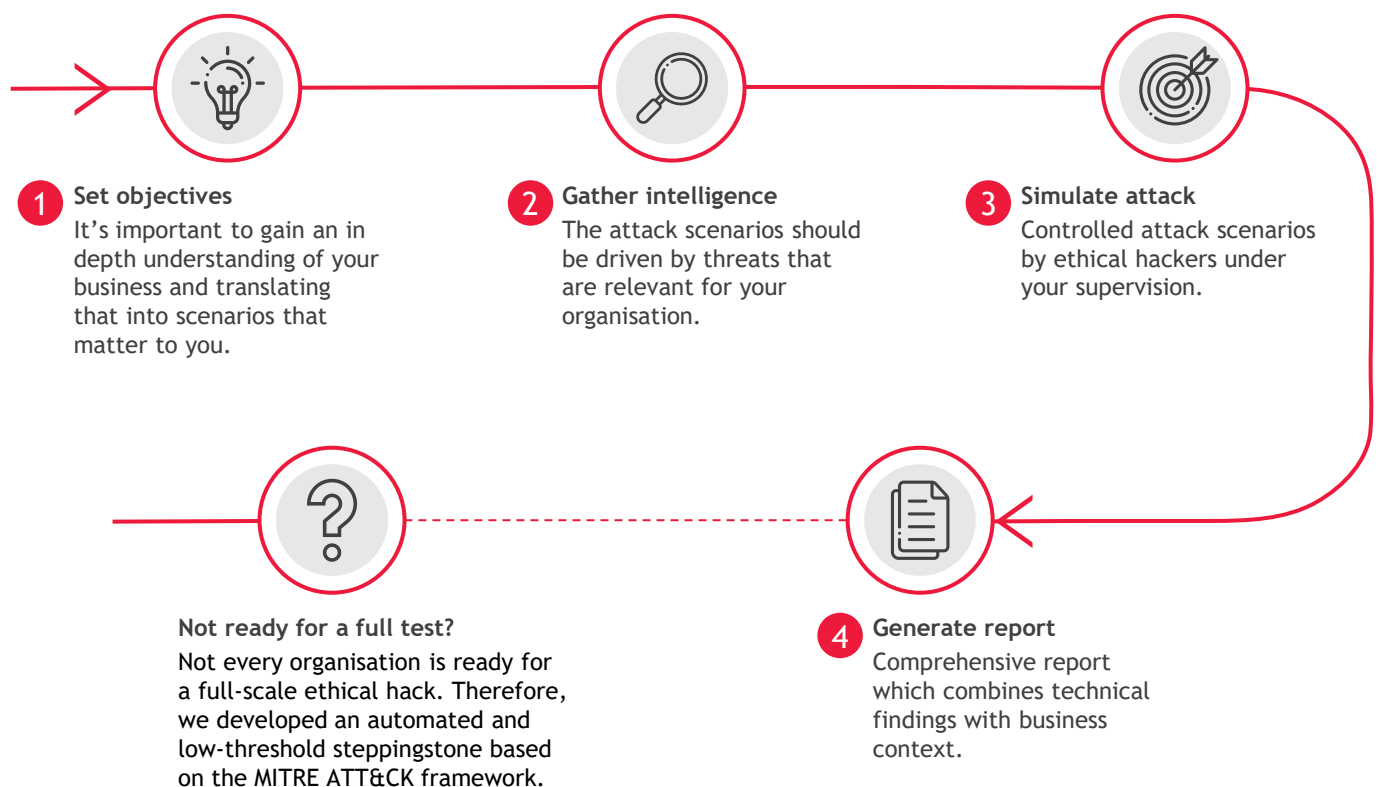 1
Set objectives
It’s important to gain an in
depth understanding of your
business and translating
that into scenarios that
matter to you.
2
Gather intelligence
The attack scenarios should
be driven by threats that
are relevant for your
organisation.
3
Simulate attack
Controlled attack scenarios
by ethical hackers under
your supervision.
Not ready for a full test?
Not every organisation is ready for
a full-scale ethical hack. Therefore,
we developed an automated and
low-threshold steppingstone based
on the MITRE ATT&CK framework.
4
Generate report
Comprehensive report
which combines technical
findings with business
context.